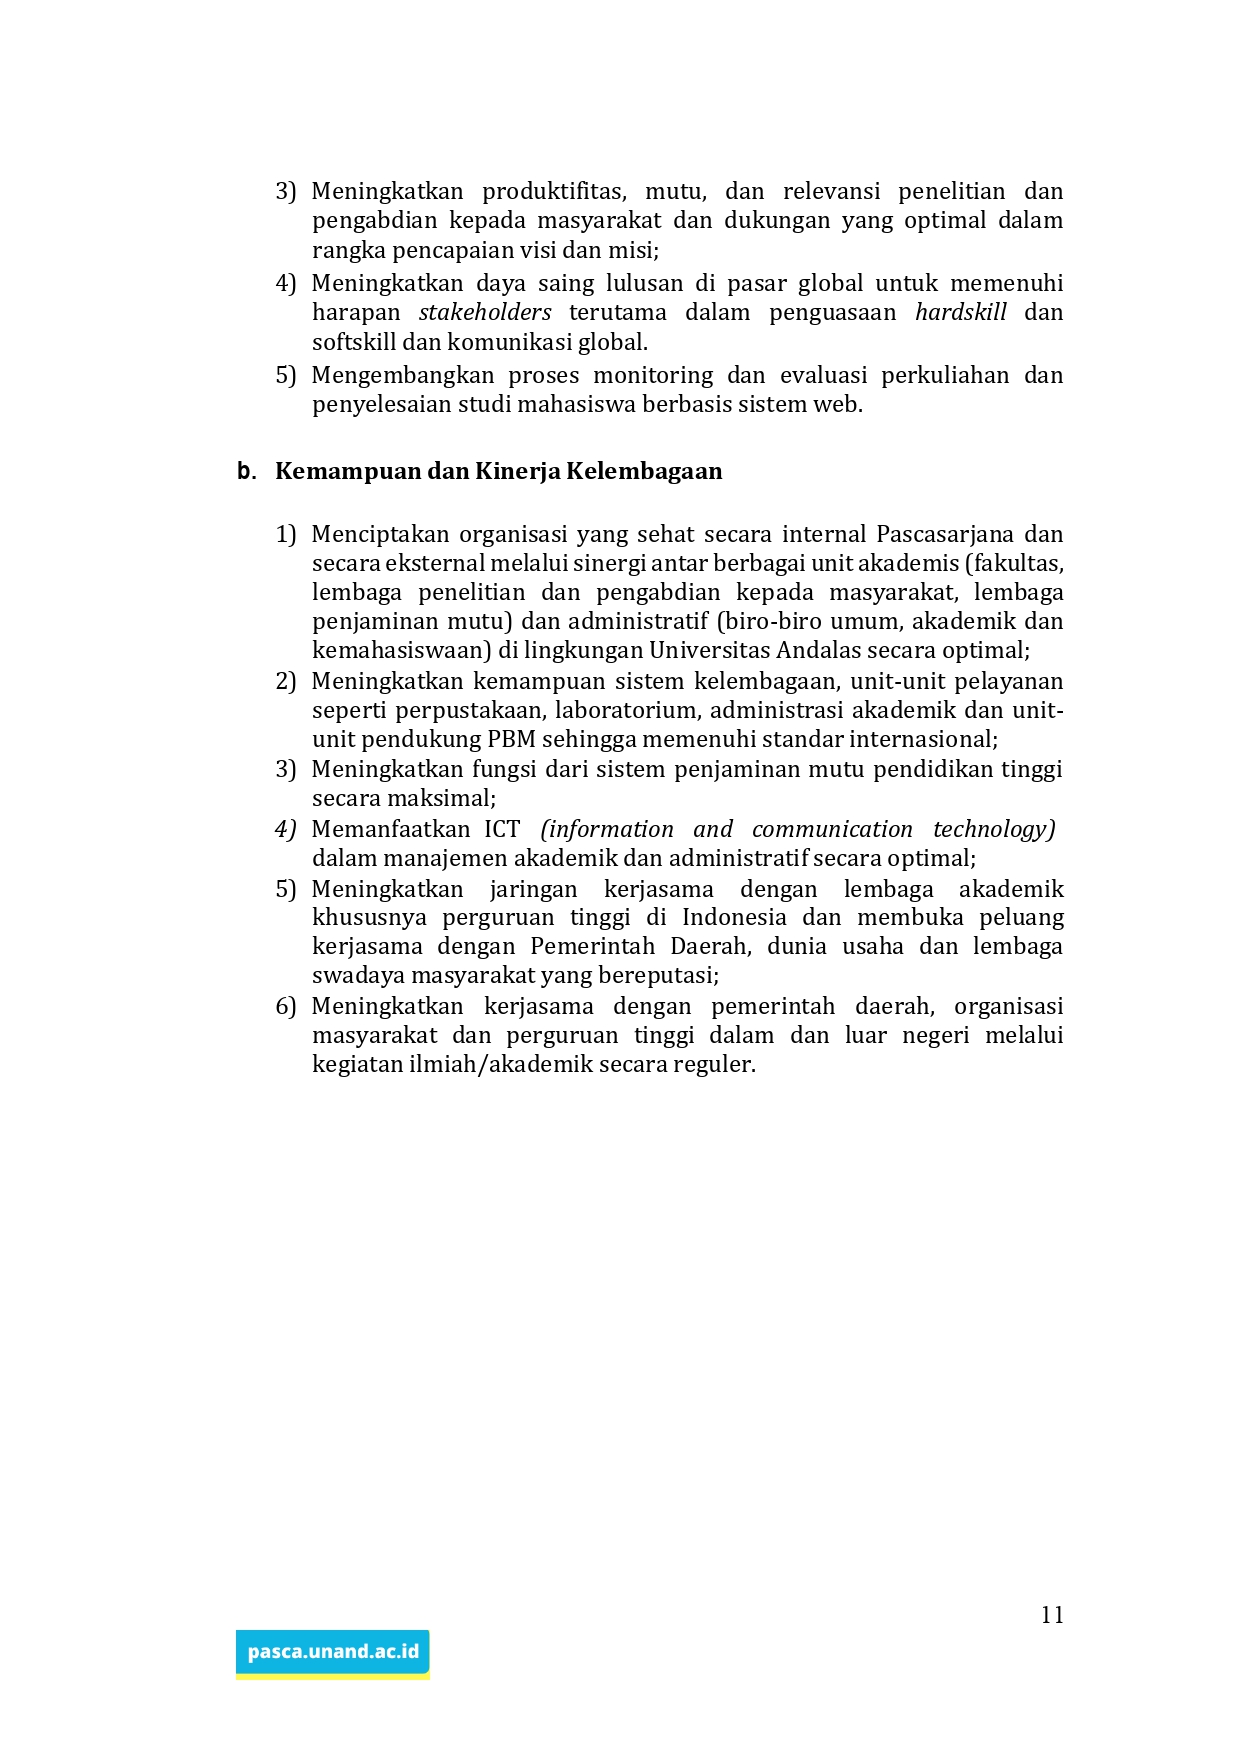 3) Meningkatkan produktifitas, mutu, dan relevansi penelitian dan
pengabdian kepada masyarakat dan dukungan yang optimal dalam
rangka pencapaian visi dan misi;
4) Meningkatkan daya saing lulusan di pasar global untuk memenuhi
harapan stakeholders terutama dalam penguasaan hardskill dan
softskill dan komunikasi global.
5) Mengembangkan proses monitoring dan evaluasi perkuliahan dan
penyelesaian studi mahasiswa berbasis sistem web.
b. Kemampuan dan Kinerja Kelembagaan
1) Menciptakan organisasi yang sehat secara internal Pascasarjana dan
secara eksternal melalui sinergi antar berbagai unit akademis (fakultas,
lembaga penelitian dan pengabdian kepada masyarakat, lembaga
penjaminan mutu) dan administratif (biro-biro umum, akademik dan
kemahasiswaan) di lingkungan Universitas Andalas secara optimal;
2) Meningkatkan kemampuan sistem kelembagaan, unit-unit pelayanan
seperti perpustakaan, laboratorium, administrasi akademik dan unit-
unit pendukung PBM sehingga memenuhi standar internasional;
3) Meningkatkan fungsi dari sistem penjaminan mutu pendidikan tinggi
secara maksimal;
4) Memanfaatkan ICT (information and communication technology)
dalam manajemen akademik dan administratif secara optimal;
5) Meningkatkan jaringan kerjasama dengan lembaga akademik
khususnya perguruan tinggi di Indonesia dan membuka peluang
kerjasama dengan Pemerintah Daerah, dunia usaha dan lembaga
swadaya masyarakat yang bereputasi;
6) Meningkatkan kerjasama dengan pemerintah daerah, organisasi
masyarakat dan perguruan tinggi dalam dan luar negeri melalui
kegiatan ilmiah/akademik secara reguler.
11
pasca.unand.ac.id